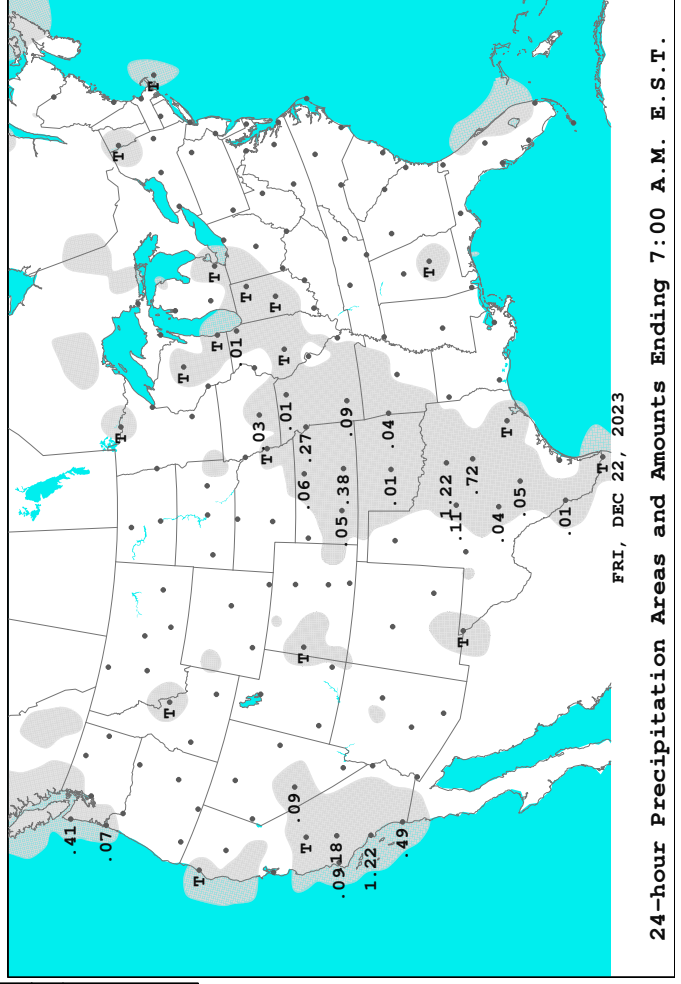 .41
.07
T
T
T
T
T
T
T
T
.01
T
.03
T
T
T
.01
.09
T
.06
.27
T
.09
.18
.05
.38
.09
1.22
.04
.01
.49
T
1.22
.11
T
.72
.04
T
.05
.01
T
FRI, DEC 22, 2023
24-hour Precipitation Areas and Amounts Ending 7:00 A.M. E.S.T.